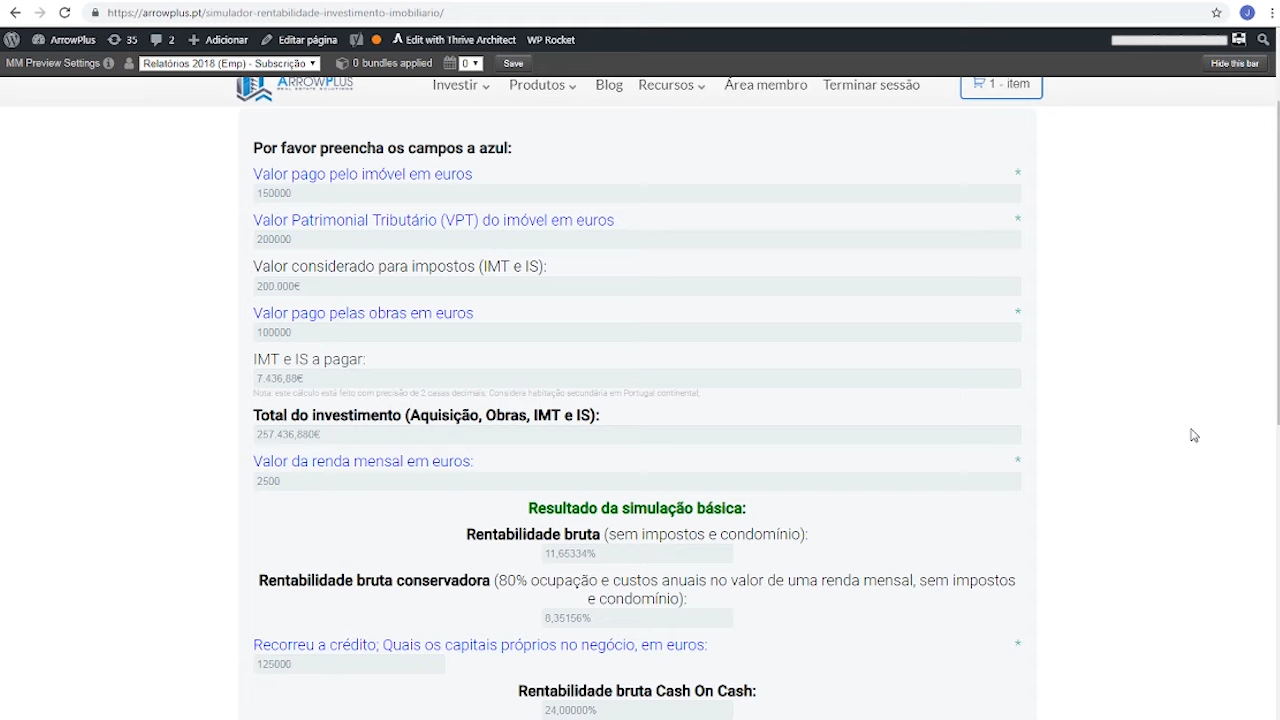 https://arrowplus.pt/simulador-rentabilidade-investimento-imobiliario/
J
ArrowPlus 35 2 Adicionar Editar página Edit with Thrive Architect WP Rocket
MM Preview Settings Relatórios 2018 (Emp) - Subscrição 0 bundles applied 0 Save Hide this bar
ARROWPLUS
REAL ESTATE SOLUTIONS
Investir Produtos Blog Recursos Área membro Terminar sessão 1 - item
Por favor preencha os campos a azul:
Valor pago pelo imóvel em euros *
150000
Valor Patrimonial Tributário (VPT) do imóvel em euros *
200000
Valor considerado para impostos (IMT e IS):
200.000€
Valor pago pelas obras em euros *
100000
IMT e IS a pagar:
7.436,88€
Nota: este cálculo está feito com precisão de 2 casas decimais; Considera habitação secundária em Portugal continental;
Total do investimento (Aquisição, Obras, IMT e IS):
257.436,880€
Valor da renda mensal em euros: *
2500
Resultado da simulação básica:
Rentabilidade bruta (sem impostos e condomínio):
11,65334%
Rentabilidade bruta conservadora (80% ocupação e custos anuais no valor de uma renda mensal, sem impostos
e condomínio):
8,35156%
Recorreu a crédito; Quais os capitais próprios no negócio, em euros: *
125000
Rentabilidade bruta Cash On Cash:
24,00000%